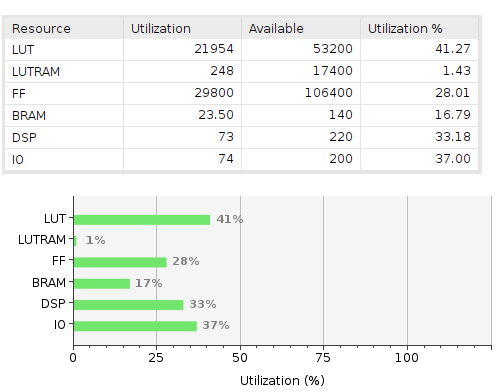 Resource Utilization Available Utilization %
LUT 21954 53200 41.27
LUTRAM 248 17400 1.43
FF 29800 106400 28.01
BRAM 23.50 140 16.79
DSP 73 220 33.18
IO 74 200 37.00
LUT 41%
LUTRAM 1%
FF 28%
BRAM 17%
DSP 33%
IO 37%
0 25 50 75 100
Utilization (%)